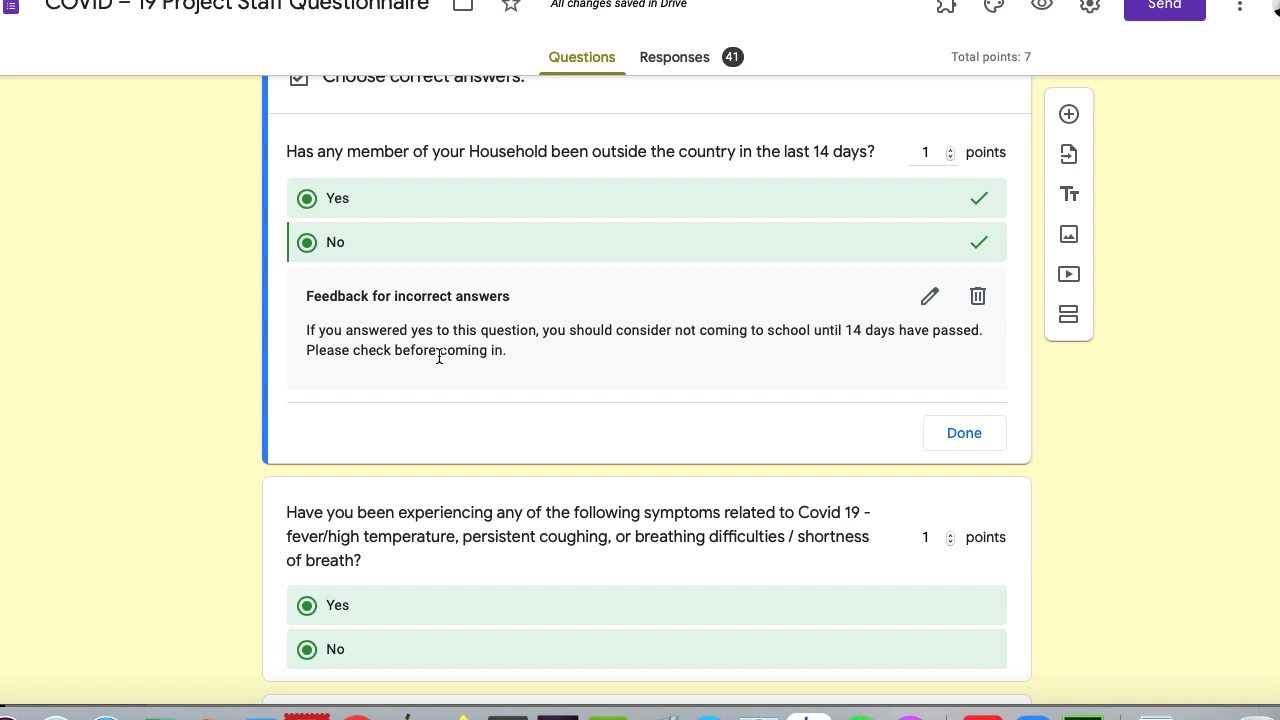 COVID – 19 Project Staff Questionnaire
All changes saved in Drive
Send
Questions
Responses 41
Total points: 7
Choose correct answers:
Has any member of your Household been outside the country in the last 14 days?
1 points
Yes
No
Feedback for incorrect answers
If you answered yes to this question, you should consider not coming to school until 14 days have passed.
Please check before coming in.
Done
Have you been experiencing any of the following symptoms related to Covid 19 -
fever/high temperature, persistent coughing, or breathing difficulties / shortness
of breath?
1 points
Yes
No